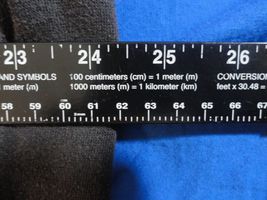 23 24 25 26
AND SYMBOLS 100 centimeters (cm) = 1 meter (m) CONVERSION
meter (m) 1000 meters (m) = 1 kilometer (km) feet x 30.48 =
58 59 60 61 62 63 64 65 66 67